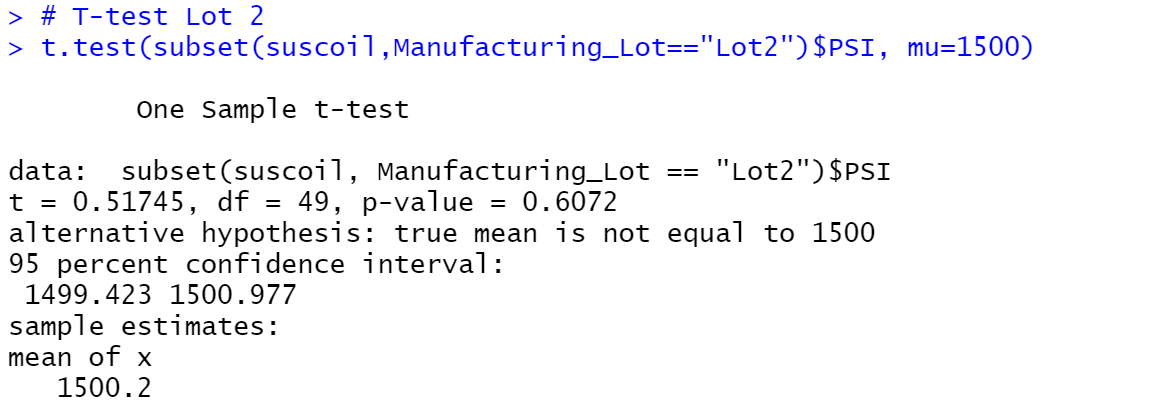 > # T-test Lot 2
> t.test(subset(suscoil,Manufacturing_Lot=="Lot2")$PSI, mu=1500)
One Sample t-test
data:  subset(suscoil, Manufacturing_Lot == "Lot2")$PSI
t = 0.51745, df = 49, p-value = 0.6072
alternative hypothesis: true mean is not equal to 1500
95 percent confidence interval:
1499.423 1500.977
sample estimates:
mean of x
1500.2